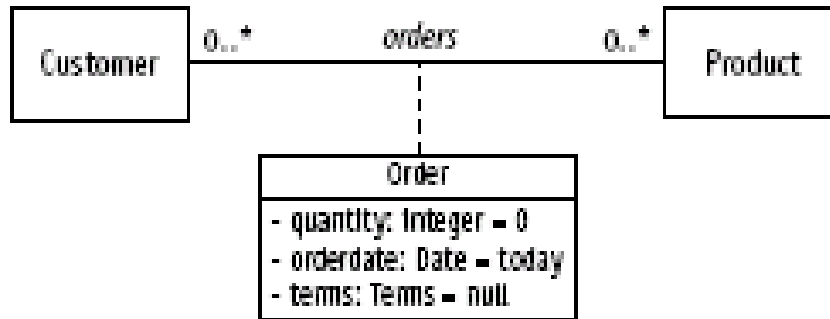 0..* orders 0..*
Customer Product
Order
- quantity: Integer = 0
- orderdate: Date = today
- terms: Terms = null